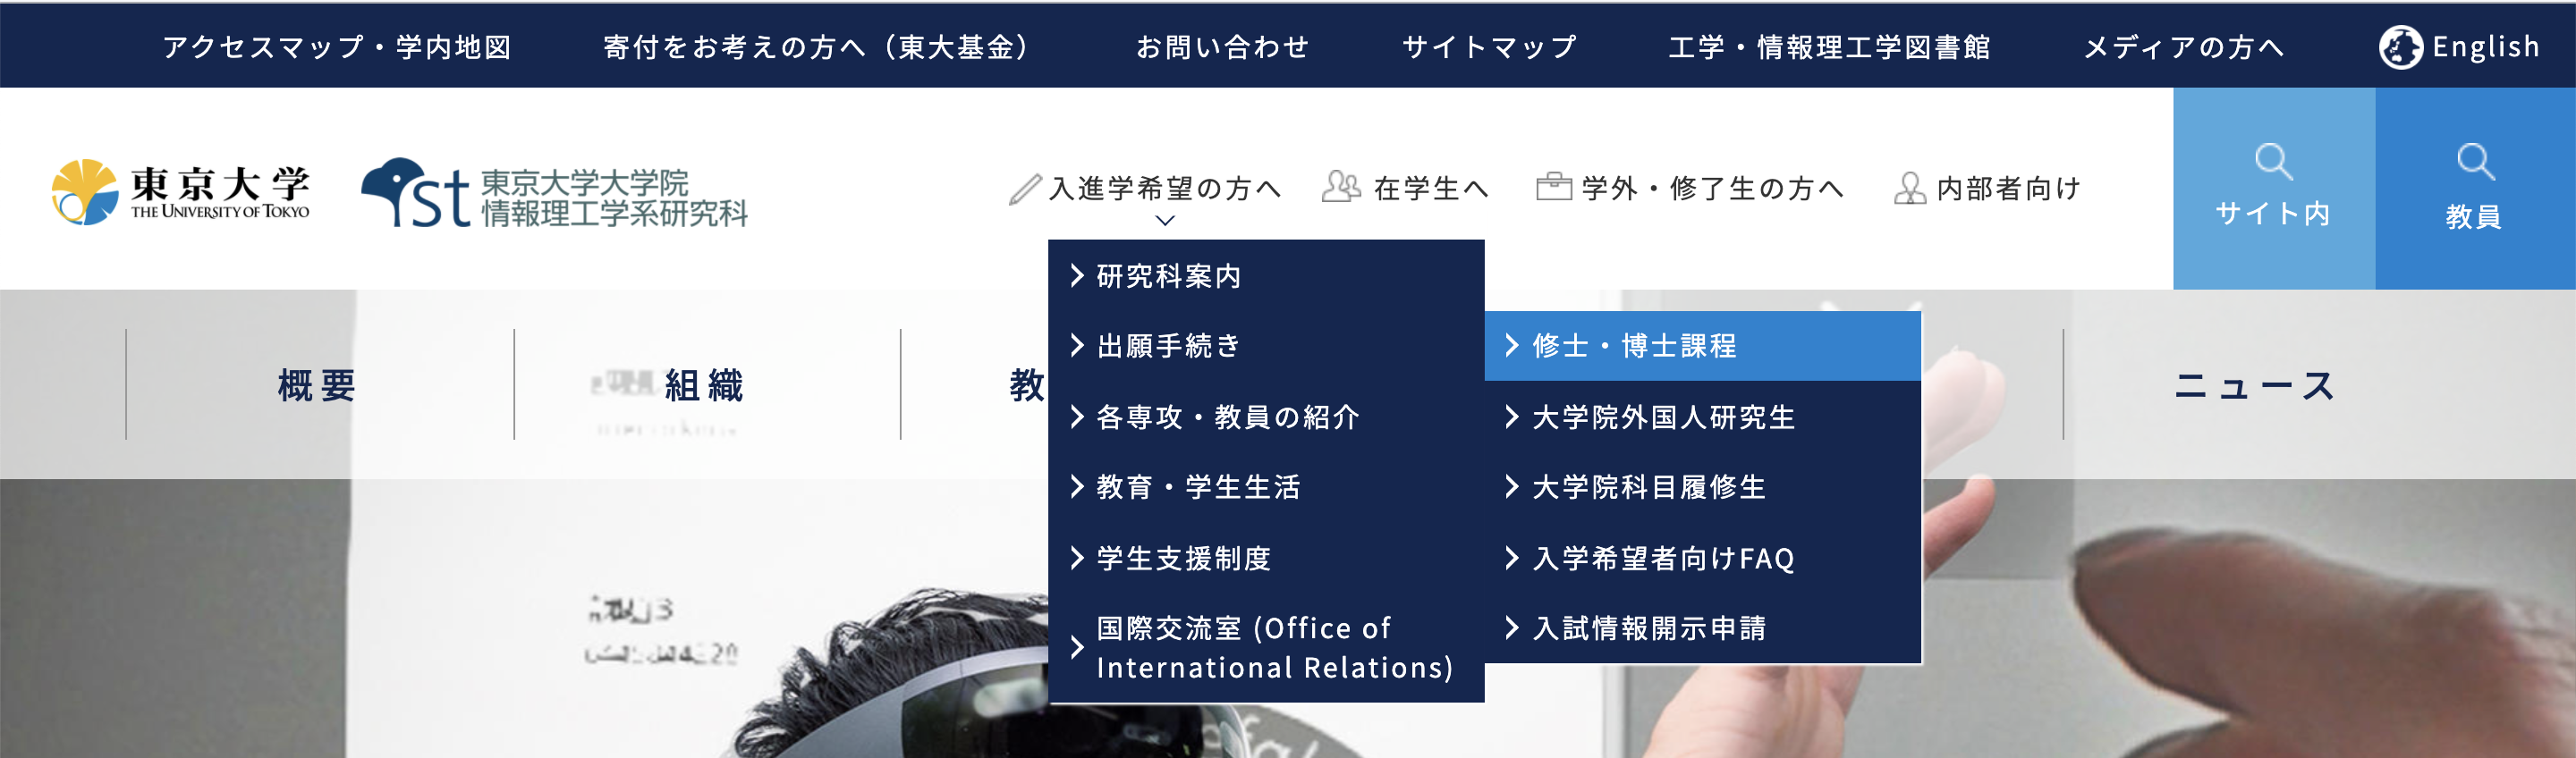 アクセスマップ・学内地図
寄付をお考えの方へ（東大基金）
お問い合わせ
サイトマップ
工学・情報理工学図書館
メディアの方へ
English
東京大学
THE UNIVERSITY OF TOKYO
ist
東京大学大学院
情報理工学系研究科
入進学希望の方へ
在学生へ
学外・修了生の方へ
内部者向け
サイト内
教員
概要
組織
教
ニュース
研究科案内
出願手続き
各専攻・教員の紹介
教育・学生生活
学生支援制度
国際交流室 (Office of
International Relations)
修士・博士課程
大学院外国人研究生
大学院科目履修生
入学希望者向けFAQ
入試情報開示申請